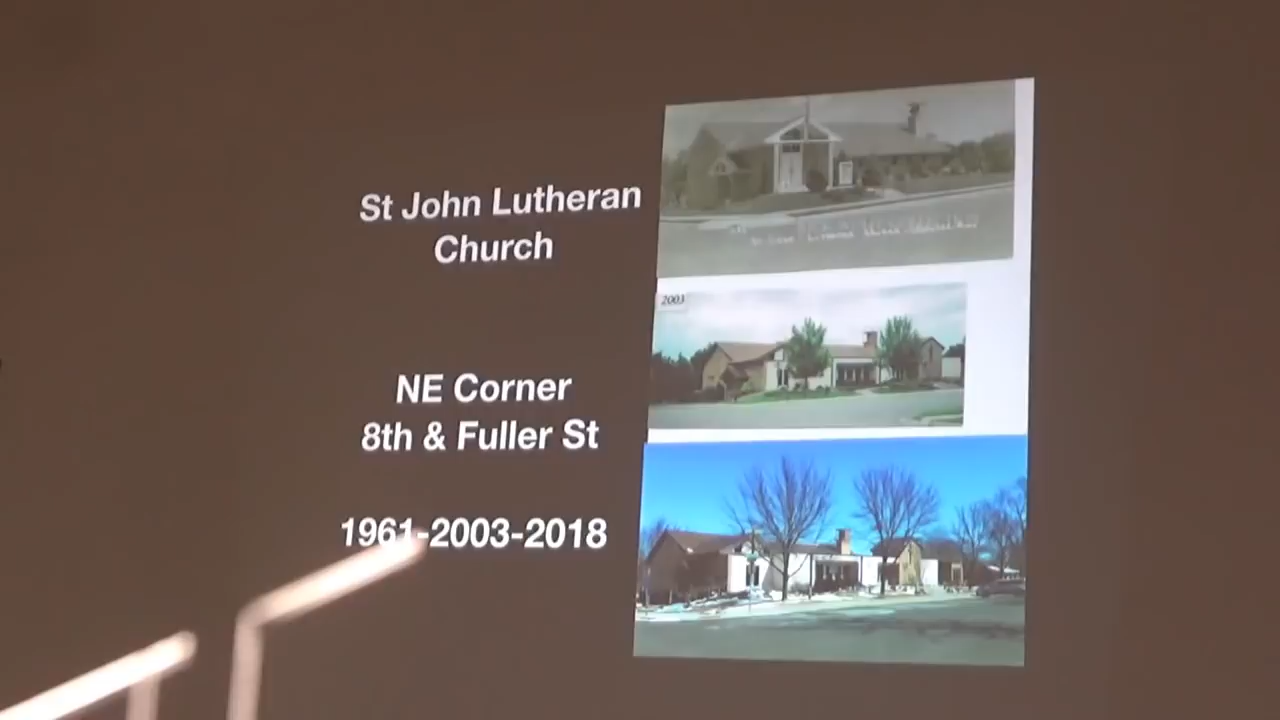 St John Lutheran
Church
NE Corner
8th & Fuller St
1961-2003-2018
2003